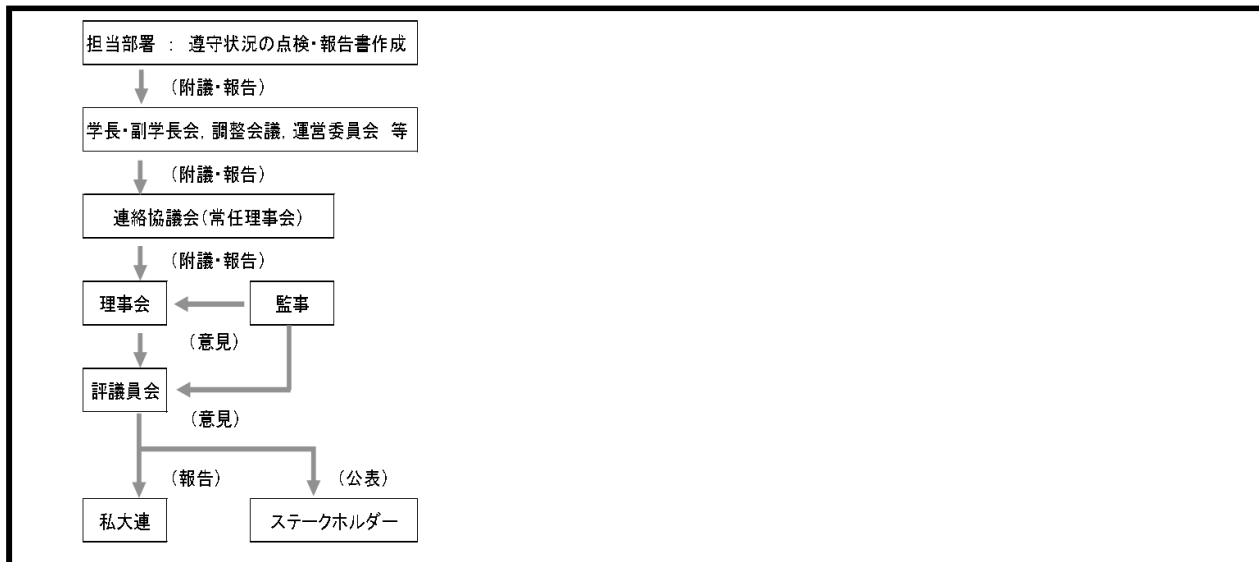 担当部署 : 遵守状況の点検・報告書作成
(附議・報告)
学長・副学長会, 調整会議, 運営委員会 等
(附議・報告)
連絡協議会(常任理事会)
(附議・報告)
理事会
監事
(意見)
評議員会
(意見)
(報告)
(公表)
私大連
ステークホルダー